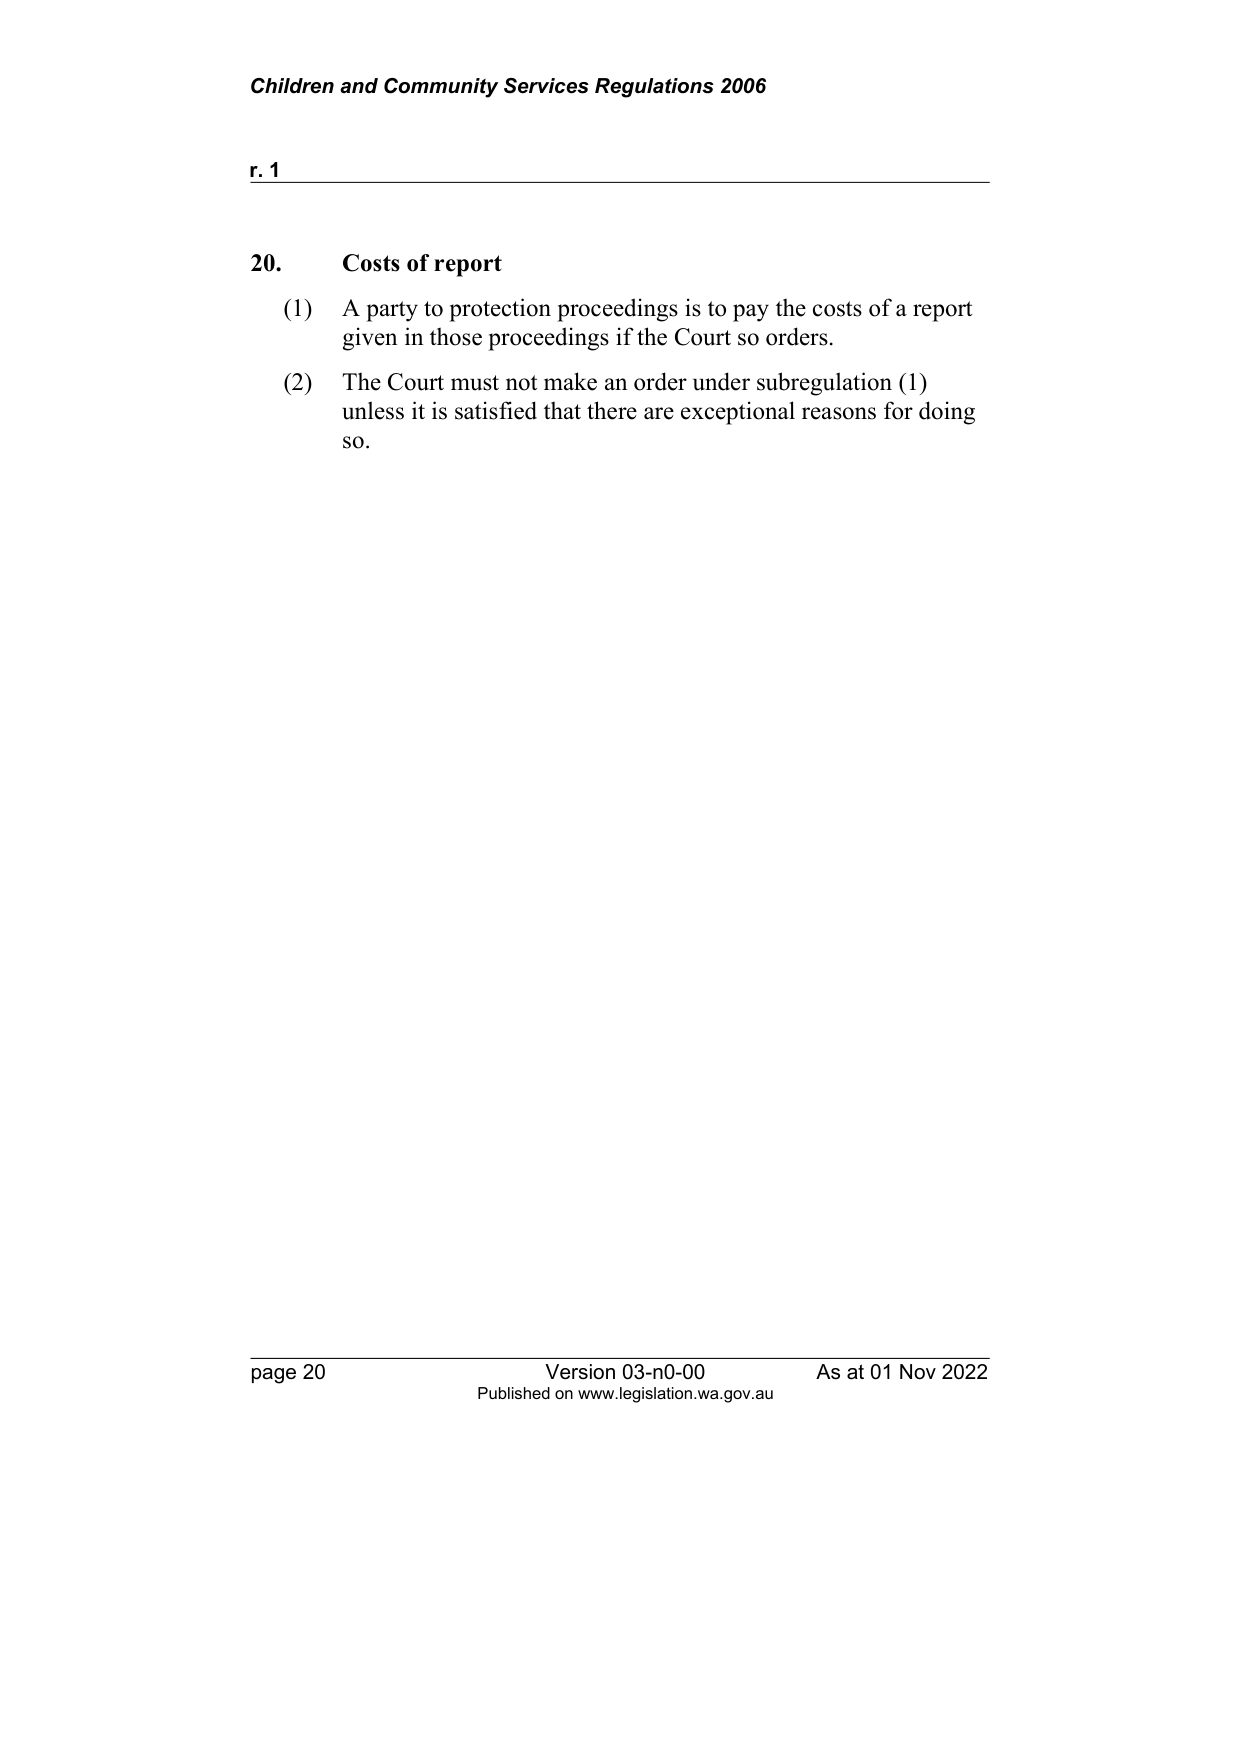 Children and Community Services Regulations 2006
r. 1
20. Costs of report
(1) A party to protection proceedings is to pay the costs of a report
given in those proceedings if the Court so orders.
(2) The Court must not make an order under subregulation (1)
unless it is satisfied that there are exceptional reasons for doing
so.
page 20 Version 03-n0-00 As at 01 Nov 2022
Published on www.legislation.wa.gov.au